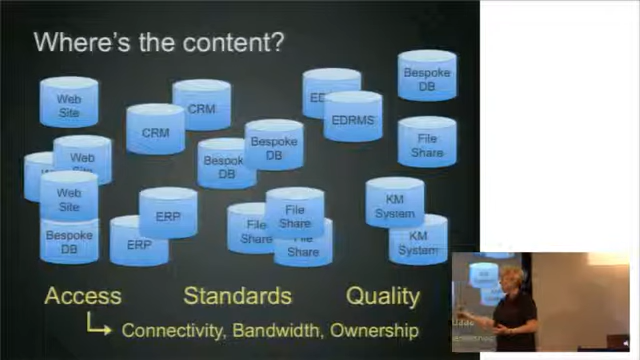 Where's the content?
Web
Site
CRM
CRM
EDRMS
Bespoke
DB
File
Share
Bespoke
DB
Bespoke
DB
Web
Web
Site
Bespoke
DB
ERP
ERP
File
Share
File
Share
Share
KM
System
KM
System
Access Standards Quality
Connectivity, Bandwidth, Ownership